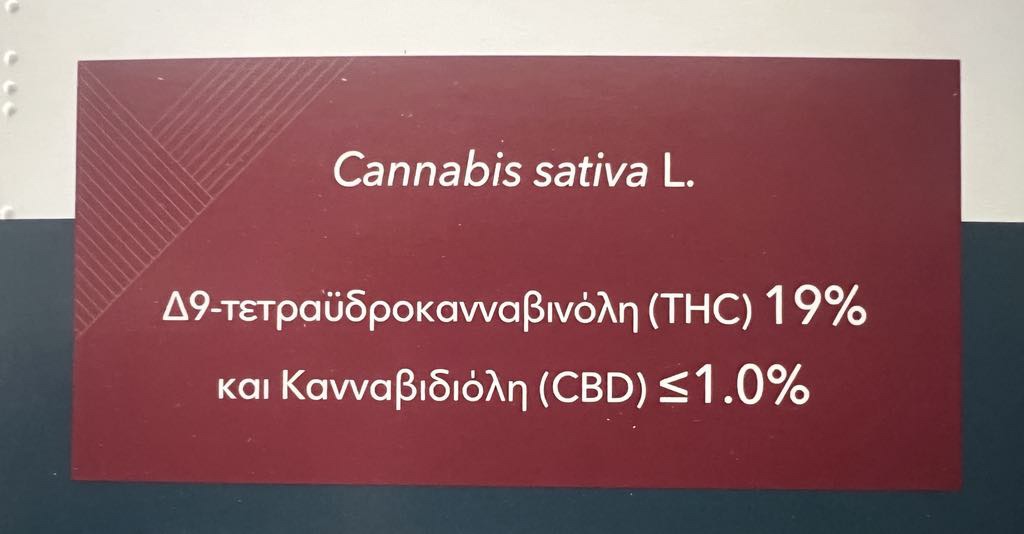 Cannabis sativa L.
Δ9-τετραϋδροκανναβινόλη (THC) 19%
και Κανναβιδιόλη (CBD) ≤1.0%